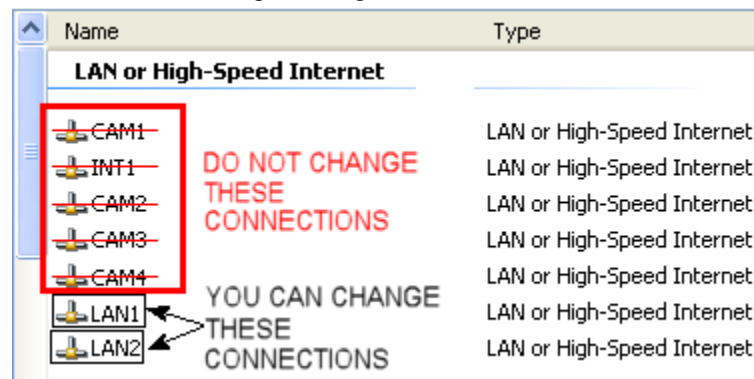 Name Type
LAN or High-Speed Internet
CAM1 LAN or High-Speed Internet
INT1 LAN or High-Speed Internet
CAM2 LAN or High-Speed Internet
CAM3 LAN or High-Speed Internet
CAM4 LAN or High-Speed Internet
LAN1 LAN or High-Speed Internet
LAN2 LAN or High-Speed Internet
DO NOT CHANGE
THESE
CONNECTIONS
YOU CAN CHANGE
THESE
CONNECTIONS